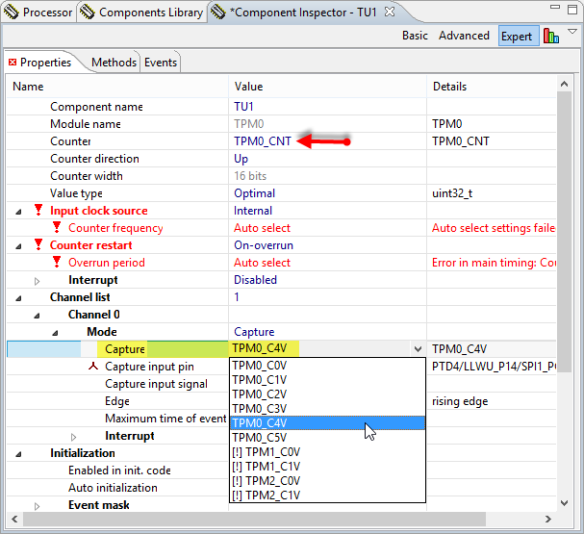 Processor Components Library *Component Inspector - TU1
Basic Advanced Expert
Properties Methods Events
Name Value Details
Component name TU1
Module name TPM0 TPM0
Counter TPM0_CNT TPM0_CNT
Counter direction Up
Counter width 16 bits
Value type Optimal uint32_t
Input clock source Internal
Counter frequency Auto select Auto select settings faile
Counter restart On-overrun
Overrun period Auto select Error in main timing: Cou
Interrupt Disabled
Channel list 1
Channel 0
Mode Capture
Capture TPM0_C4V TPM0_C4V
Capture input pin TPM0_C0V PTD4/LLWU_P14/SPI1_PC
Capture input signal TPM0_C1V
TPM0_C2V
Edge TPM0_C3V rising edge
Maximum time of event TPM0_C4V
Interrupt TPM0_C5V
Initialization [!] TPM1_C0V
Enabled in init. code [!] TPM1_C1V
Auto initialization [!] TPM2_C0V
Event mask [!] TPM2_C1V